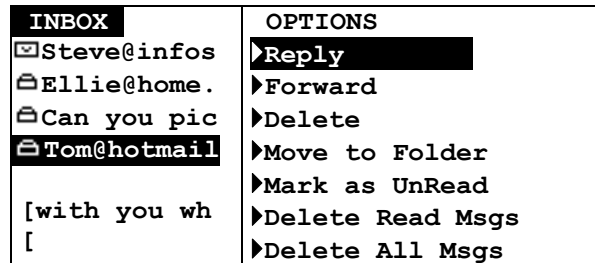 INBOX
Steve@infos
Ellie@home.
Can you pic
Tom@hotmail
[with you wh
[
OPTIONS
Reply
Forward
Delete
Move to Folder
Mark as UnRead
Delete Read Msgs
Delete All Msgs